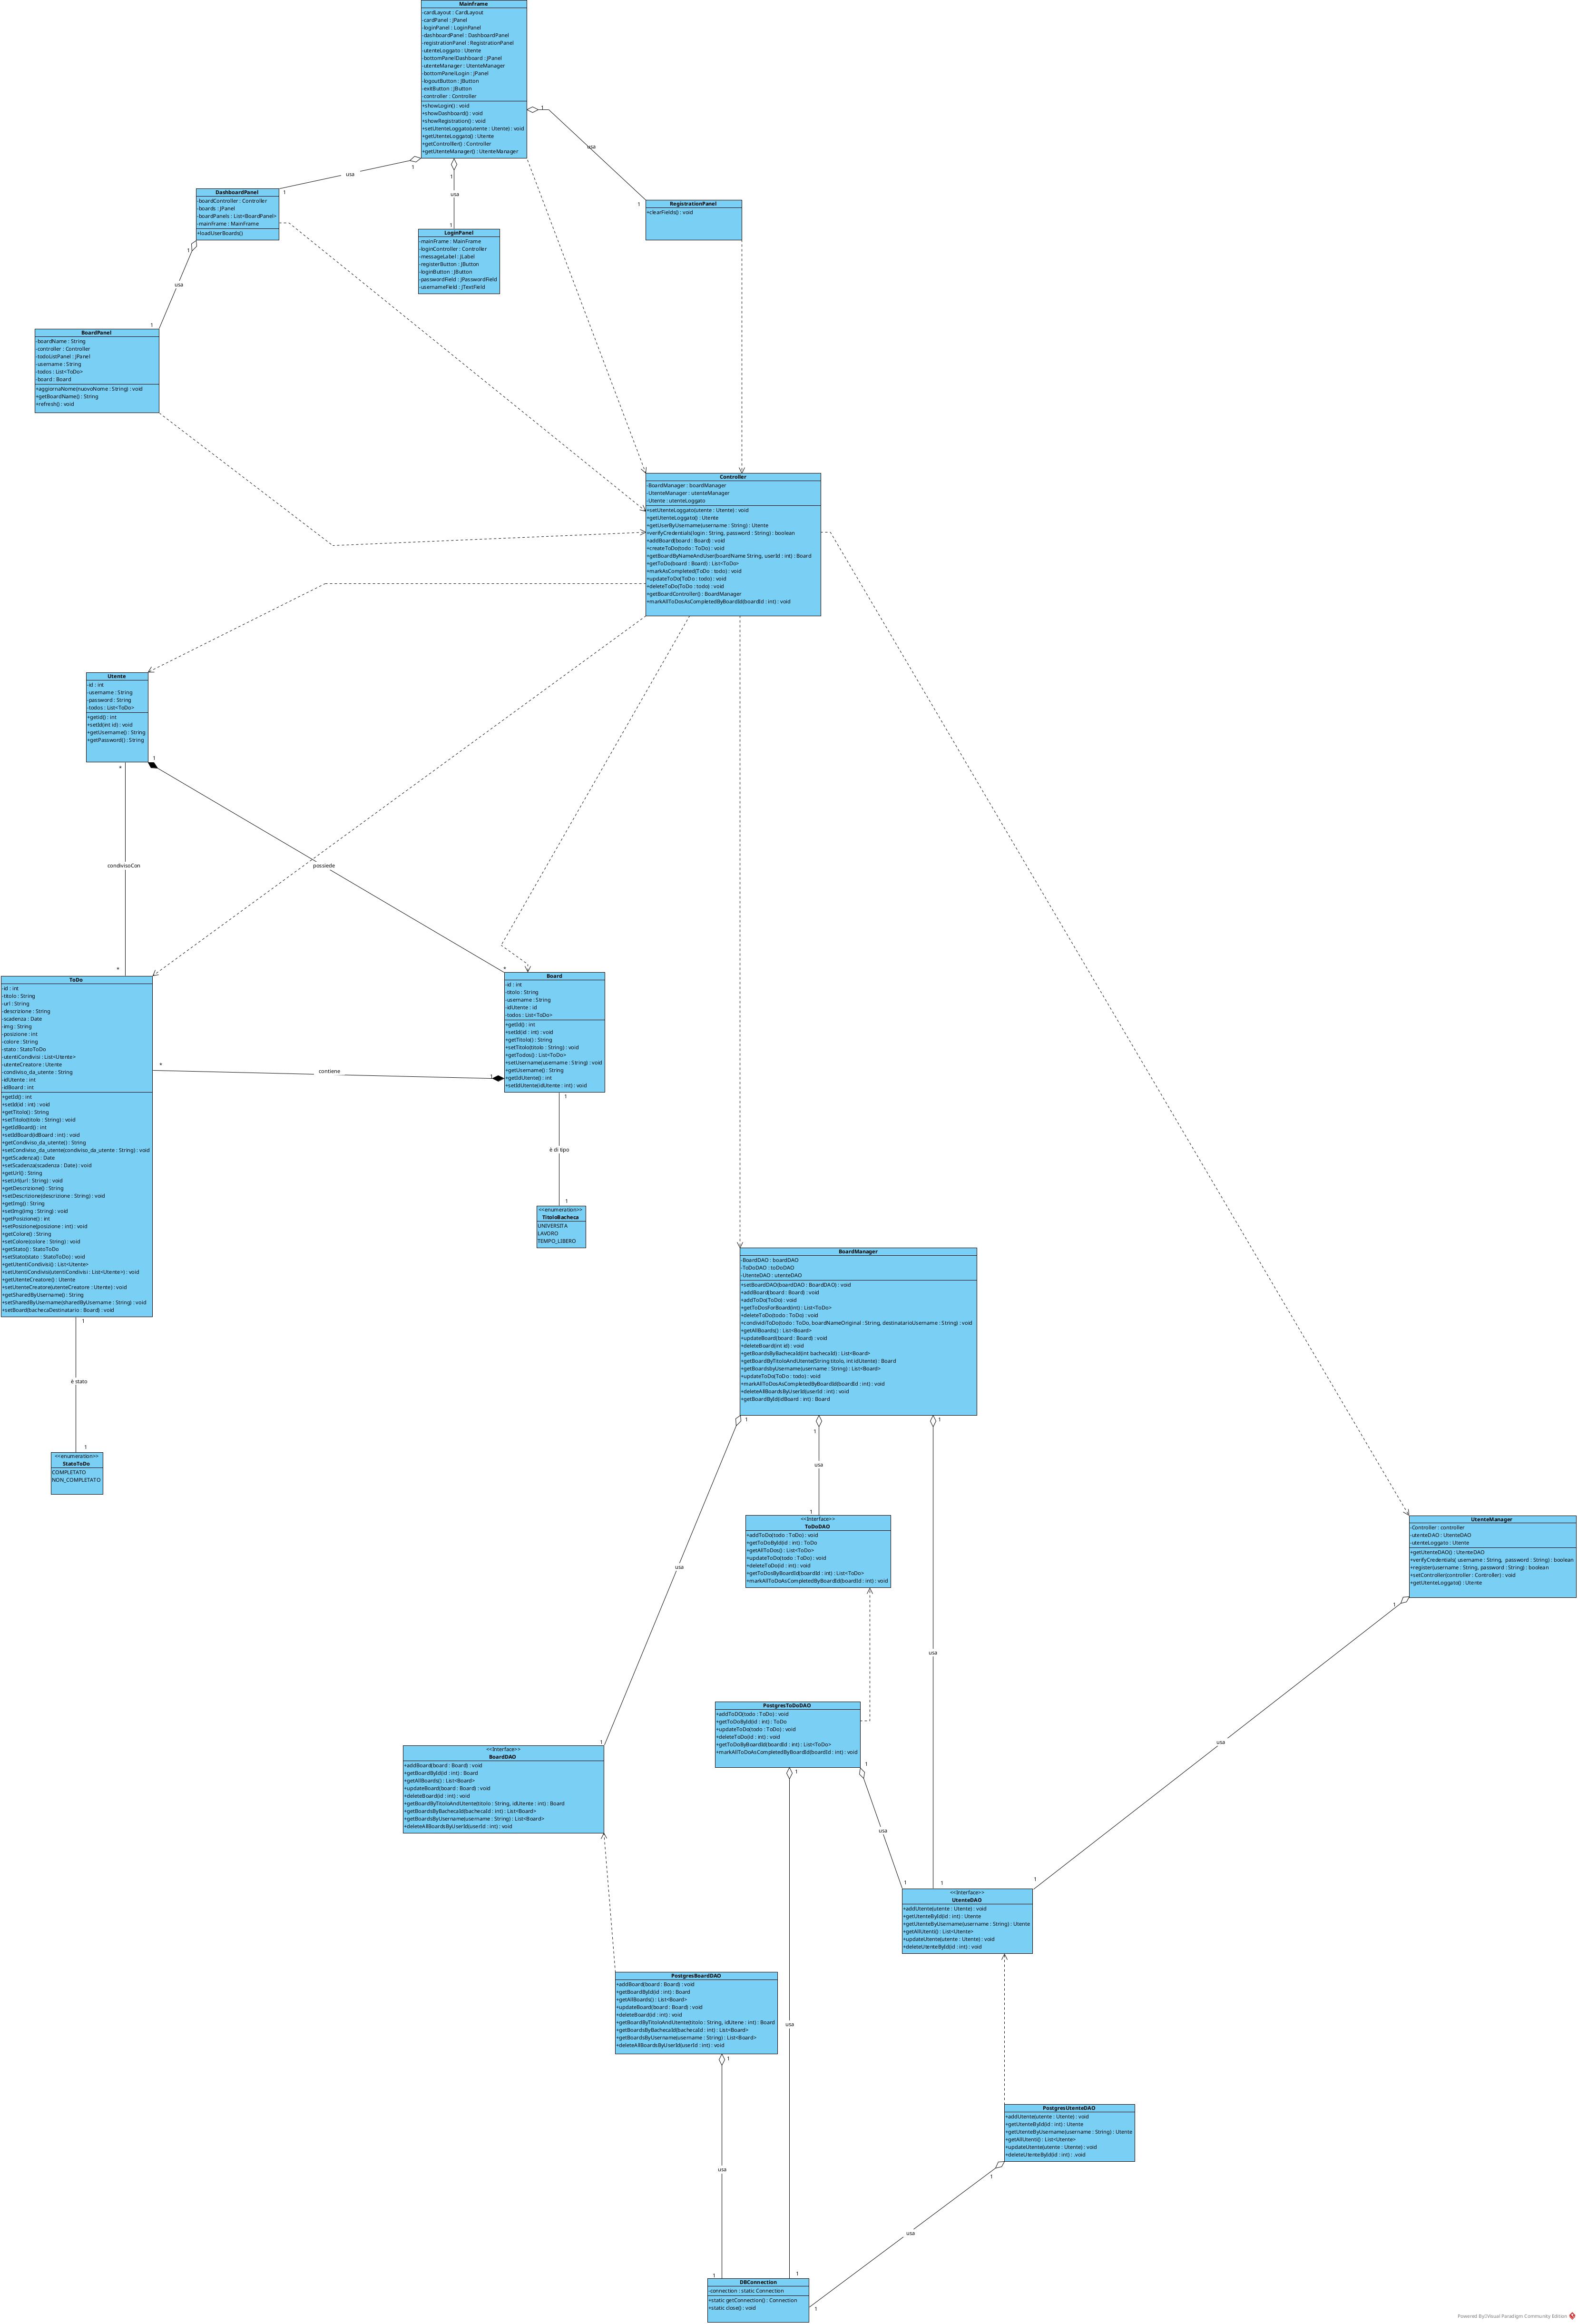 Mainframe
-cardLayout : CardLayout
-cardPanel : JPanel
-loginPanel : LoginPanel
-dashboardPanel : DashboardPanel
-registrationPanel : RegistrationPanel
-utenteLoggato : Utente
-bottomPanelDashboard : JPanel
-utenteManager : UtenteManager
-bottomPanelLogin : JPanel
-logoutButton : JButton
-exitButton : JButton
-controller : Controller
+showLogin() : void
+showDashboard() : void
+showRegistration() : void
+setUtenteLoggato(utente : Utente) : void
+getUtenteLoggato() : Utente
+getControlller() : Controller
+getUtenteManager() : UtenteManager
1
usa
1
1
usa
1
1
usa
1
DashboardPanel
-boardController : Controller
-boards : JPanel
-boardPanels : List<BoardPanel>
-mainFrame : MainFrame
+loadUserBoards()
RegistrationPanel
+clearFields() : void
LoginPanel
-mainFrame : MainFrame
-loginController : Controller
-messageLabel : JLabel
-registerButton : JButton
-loginButton : JButton
-passwordField : JPasswordField
-usernameField : JTextField
1
usa
1
BoardPanel
-boardName : String
-controller : Controller
-todoListPanel : JPanel
-username : String
-todos : List<ToDo>
-board : Board
+aggiornaNome(nuovoNome : String) : void
+getBoardName() : String
+refresh() : void
Controller
-BoardManager : boardManager
-UtenteManager : utenteManager
-Utente : utenteLoggato
+setUtenteLoggato(utente : Utente) : void
+getUtenteLoggato() : Utente
+getUserByUsername(username : String) : Utente
+verifyCredentials(login : String, password : String) : boolean
+addBoard(board : Board) : void
+createToDo(todo : ToDo) : void
+getBoardByNameAndUser(boardName String, userId : int) : Board
+getToDo(board : Board) : List<ToDo>
+markAsCompleted(ToDo : todo) : void
+updateToDo(ToDo : todo) : void
+deleteToDo(ToDo : todo) : void
+getBoardController() : BoardManager
+markAllToDosAsCompletedByBoardId(boardId : int) : void
Utente
-id : int
-username : String
-password : String
-todos : List<ToDo>
+getId() : int
+setId(int id) : void
+getUsername() : String
+getPassword() : String
*
condivisoCon
*
1
possiede
*
ToDo
-id : int
-titolo : String
-url : String
-descrizione : String
-scadenza : Date
-img : String
-posizione : int
-colore : String
-stato : StatoToDo
-utentiCondivisi : List<Utente>
-utenteCreatore : Utente
-condiviso_da_utente : String
-idUtente : int
-idBoard : int
+getId() : int
+setId(id : int) : void
+getTitolo() : String
+setTitolo(titolo : String) : void
+getIdBoard() : int
+setIdBoard(idBoard : int) : void
+getCondiviso_da_utente() : String
+setCondiviso_da_utente(condiviso_da_utente : String) : void
+getScadenza() : Date
+setScadenza(scadenza : Date) : void
+getUrl() : String
+setUrl(url : String) : void
+getDescrizione() : String
+setDescrizione(descrizione : String) : void
+getImg() : String
+setImg(img : String) : void
+getPosizione() : int
+setPosizione(posizione : int) : void
+getColore() : String
+setColore(colore : String) : void
+getStato() : StatoToDo
+setStato(stato : StatoToDo) : void
+getUtentiCondivisi() : List<Utente>
+setUtentiCondivisi(utentiCondivisi : List<Utente>) : void
+getUtenteCreatore() : Utente
+setUtenteCreatore(utenteCreatore : Utente) : void
+getSharedByUsername() : String
+setSharedByUsername(sharedByUsername : String) : void
+setBoard(bachecaDestinatario : Board) : void
Board
-id : int
-titolo : String
-username : String
-idUtente : id
-todos : List<ToDo>
+getId() : int
+setId(id : int) : void
+getTitolo() : String
+setTitolo(titolo : String) : void
+getTodos() : List<ToDo>
+setUsername(username : String) : void
+getUsername() : String
+getIdUtente() : int
+setIdUtente(idUtente : int) : void
*
contiene
1
1
è di tipo
1
<<enumeration>>
TitoloBacheca
UNIVERSITA
LAVORO
TEMPO_LIBERO
1
è stato
1
<<enumeration>>
StatoToDo
COMPLETATO
NON_COMPLETATO
BoardManager
-BoardDAO : boardDAO
-ToDoDAO : toDoDAO
-UtenteDAO : utenteDAO
+setBoardDAO(boardDAO : BoardDAO) : void
+addBoard(board : Board) : void
+addToDo(ToDo) : void
+getToDosForBoard(int) : List<ToDo>
+deleteToDo(todo : ToDo) : void
+condividiToDo(todo : ToDo, boardNameOriginal : String, destinatarioUsername : String) : void
+getAllBoards() : List<Board>
+updateBoard(board : Board) : void
+deleteBoard(int id) : void
+getBoardsByBachecaId(int bachecaId) : List<Board>
+getBoardByTitoloAndUtente(String titolo, int idUtente) : Board
+getBoardsbyUsername(username : String) : List<Board>
+updateToDo(ToDo : todo) : void
+markAllToDosAsCompletedByBoardId(boardId : int) : void
+deleteAllBoardsByUserId(userId : int) : void
+getBoardById(idBoard : int) : Board
1
usa
1
1
usa
1
1
usa
1
<<Interface>>
ToDoDAO
+addToDo(todo : ToDo) : void
+getToDoById(id : int) : ToDo
+getAllToDos() : List<ToDo>
+updateToDo(todo : ToDo) : void
+deleteToDo(id : int) : void
+getToDosByBoardId(boardId : int) : List<ToDo>
+markAllToDoAsCompletedByBoardId(boardId : int) : void
UtenteManager
-Controller : controller
-utenteDAO : UtenteDAO
-utenteLoggato : Utente
+getUtenteDAO() : UtenteDAO
+verifyCredentials( username : String,  password : String) : boolean
+register(username : String, password : String) : boolean
+setController(controller : Controller) : void
+getUtenteLoggato() : Utente
1
usa
1
PostgresToDoDAO
+addToDO(todo : ToDo) : void
+getToDoById(id : int) : ToDo
+updateToDo(todo : ToDo) : void
+deleteToDo(id : int) : void
+getToDoByBoardId(boardId : int) : List<ToDo>
+markAllToDoAsCompletedByBoardId(boardId : int) : void
1
usa
1
1
usa
1
<<Interface>>
BoardDAO
+addBoard(board : Board) : void
+getBoardById(id : int) : Board
+getAllBoards() : List<Board>
+updateBoard(board : Board) : void
+deleteBoard(id : int) : void
+getBoardByTitoloAndUtente(titolo : String, idUtente : int) : Board
+getBoardsByBachecaId(bachecaId : int) : List<Board>
+getBoardsByUsername(username : String) : List<Board>
+deleteAllBoardsByUserId(userId : int) : void
<<Interface>>
UtenteDAO
+addUtente(utente : Utente) : void
+getUtenteById(id : int) : Utente
+getUtenteByUsername(username : String) : Utente
+getAllUtenti() : List<Utente>
+updateUtente(utente : Utente) : void
+deleteUtenteById(id : int) : void
PostgresBoardDAO
+addBoard(board : Board) : void
+getBoardById(id : int) : Board
+getAllBoards() : List<Board>
+updateBoard(board : Board) : void
+deleteBoard(id : int) : void
+getBoardByTitoloAndUtente(titolo : String, idUtene : int) : Board
+getBoardsByBachecaId(bachecaId : int) : List<Board>
+getBoardsByUsername(username : String) : List<Board>
+deleteAllBoardsByUserId(userId : int) : void
1
usa
1
PostgresUtenteDAO
+addUtente(utente : Utente) : void
+getUtenteById(id : int) : Utente
+getUtenteByUsername(username : String) : Utente
+getAllUtenti() : List<Utente>
+updateUtente(utente : Utente) : void
+deleteUtenteById(id : int) : .void
1
usa
1
DBConnection
-connection : static Connection
+static getConnection() : Connection
+static close() : void
Powered By Visual Paradigm Community Edition